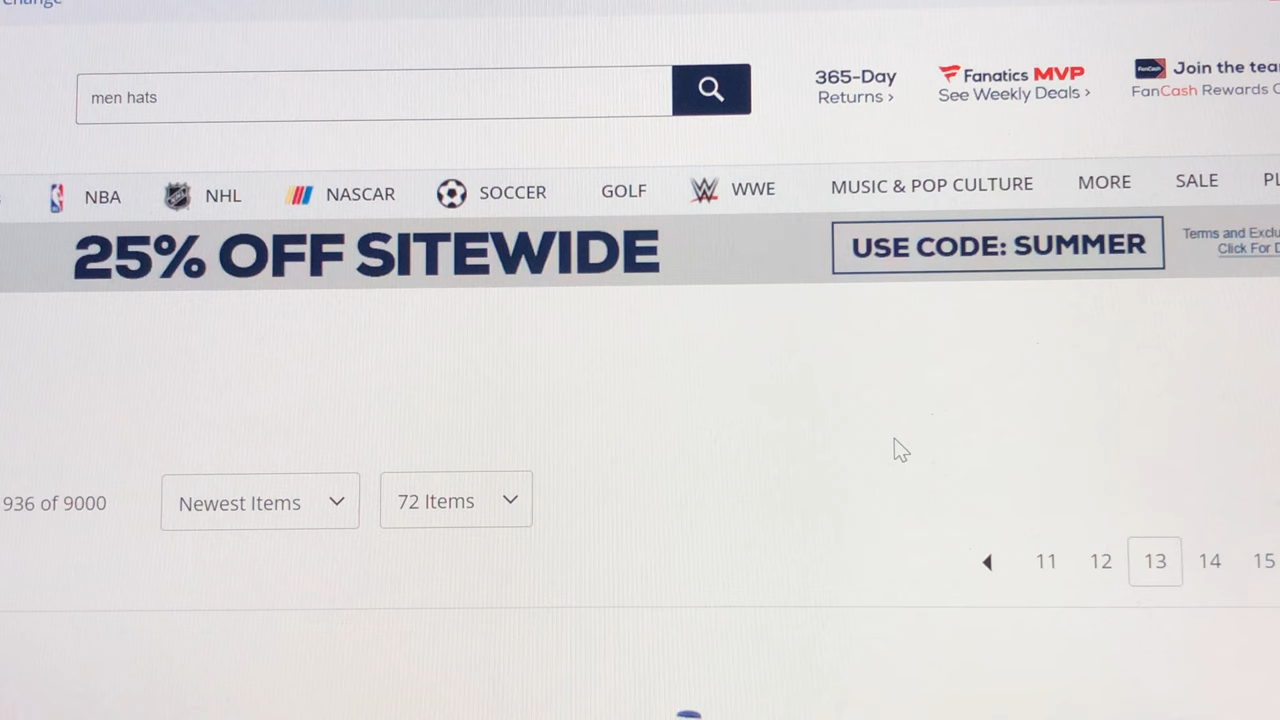 Change
men hats
365-Day
Returns ›
Fanatics MVP
See Weekly Deals ›
FanCash
Join the
FanCash Rewards
NBA
NHL
NASCAR
SOCCER
GOLF
WWE
MUSIC & POP CULTURE
MORE
SALE
25% OFF SITEWIDE
USE CODE: SUMMER
Terms and
Click For
936 of 9000
Newest Items
72 Items
11 12 13 14 15